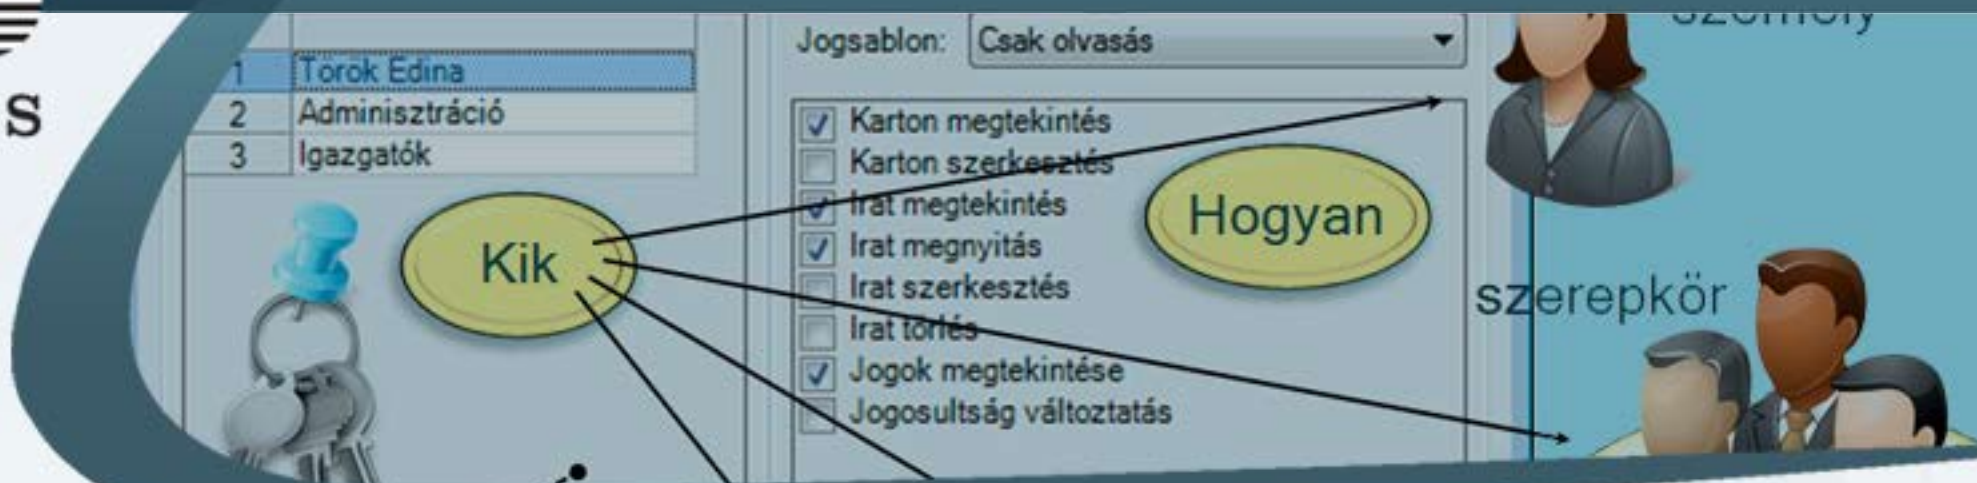 S
1 Török Edina
2 Adminisztráció
3 Igazgatók
Kik
Jogsablon: Csak olvasás
Karton megtekintés
Karton szerkesztés
Irat megtekintés
Irat megnyitás
Irat szerkesztés
Irat törlés
Jogok megtekintése
Jogosultság változtatás
Hogyan
személy
szerepkör